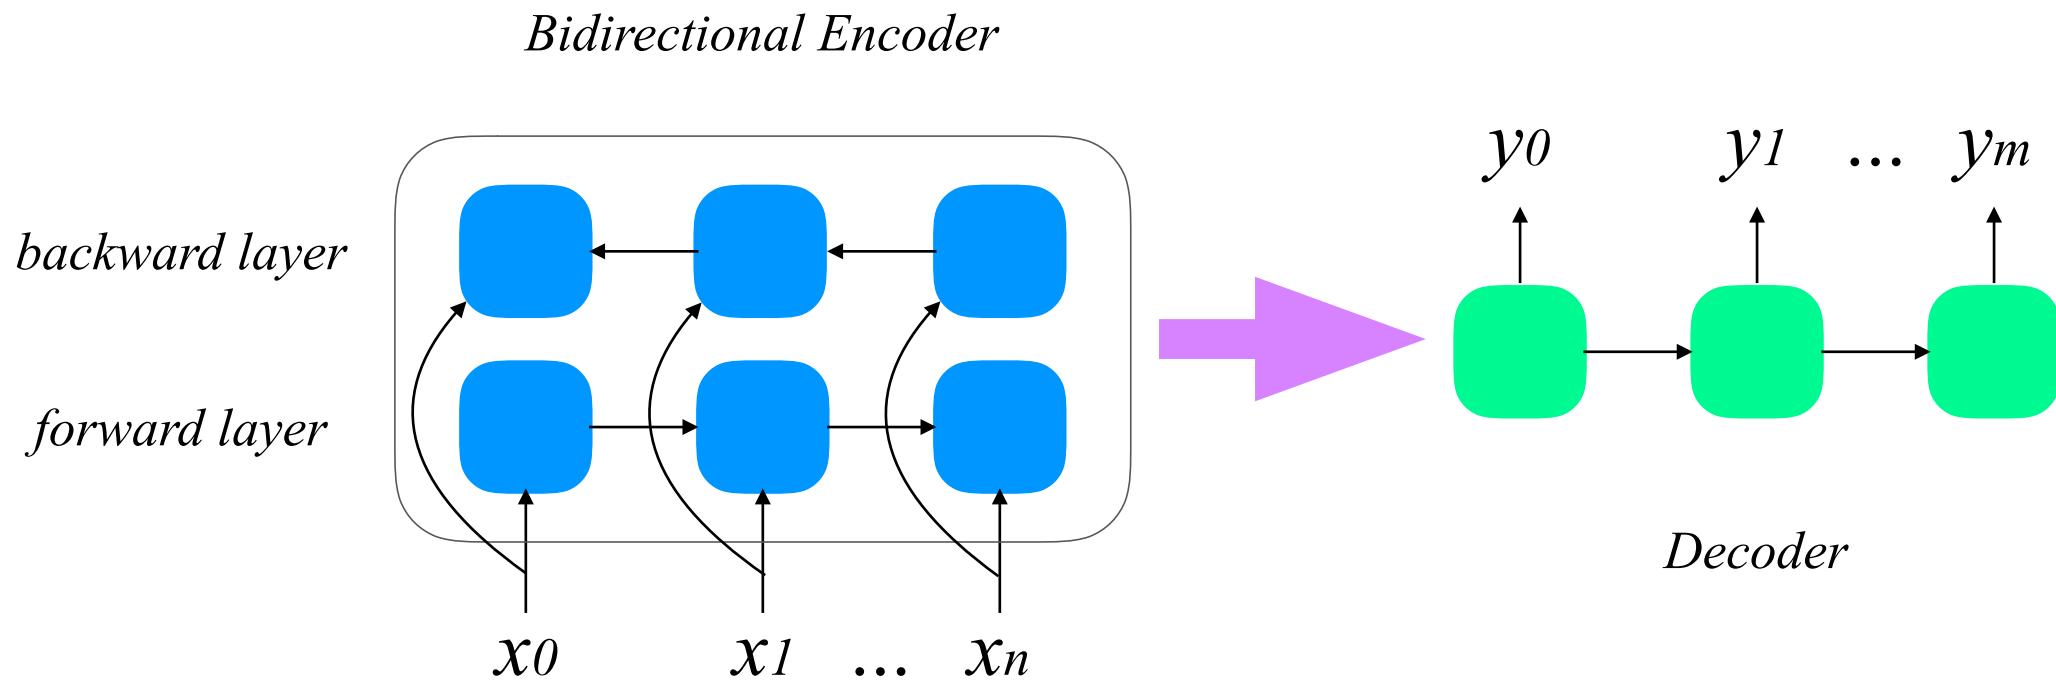 Bidirectional Encoder
y0 y1 ... ym
backward layer
forward layer
Decoder
x0 x1 ... xn